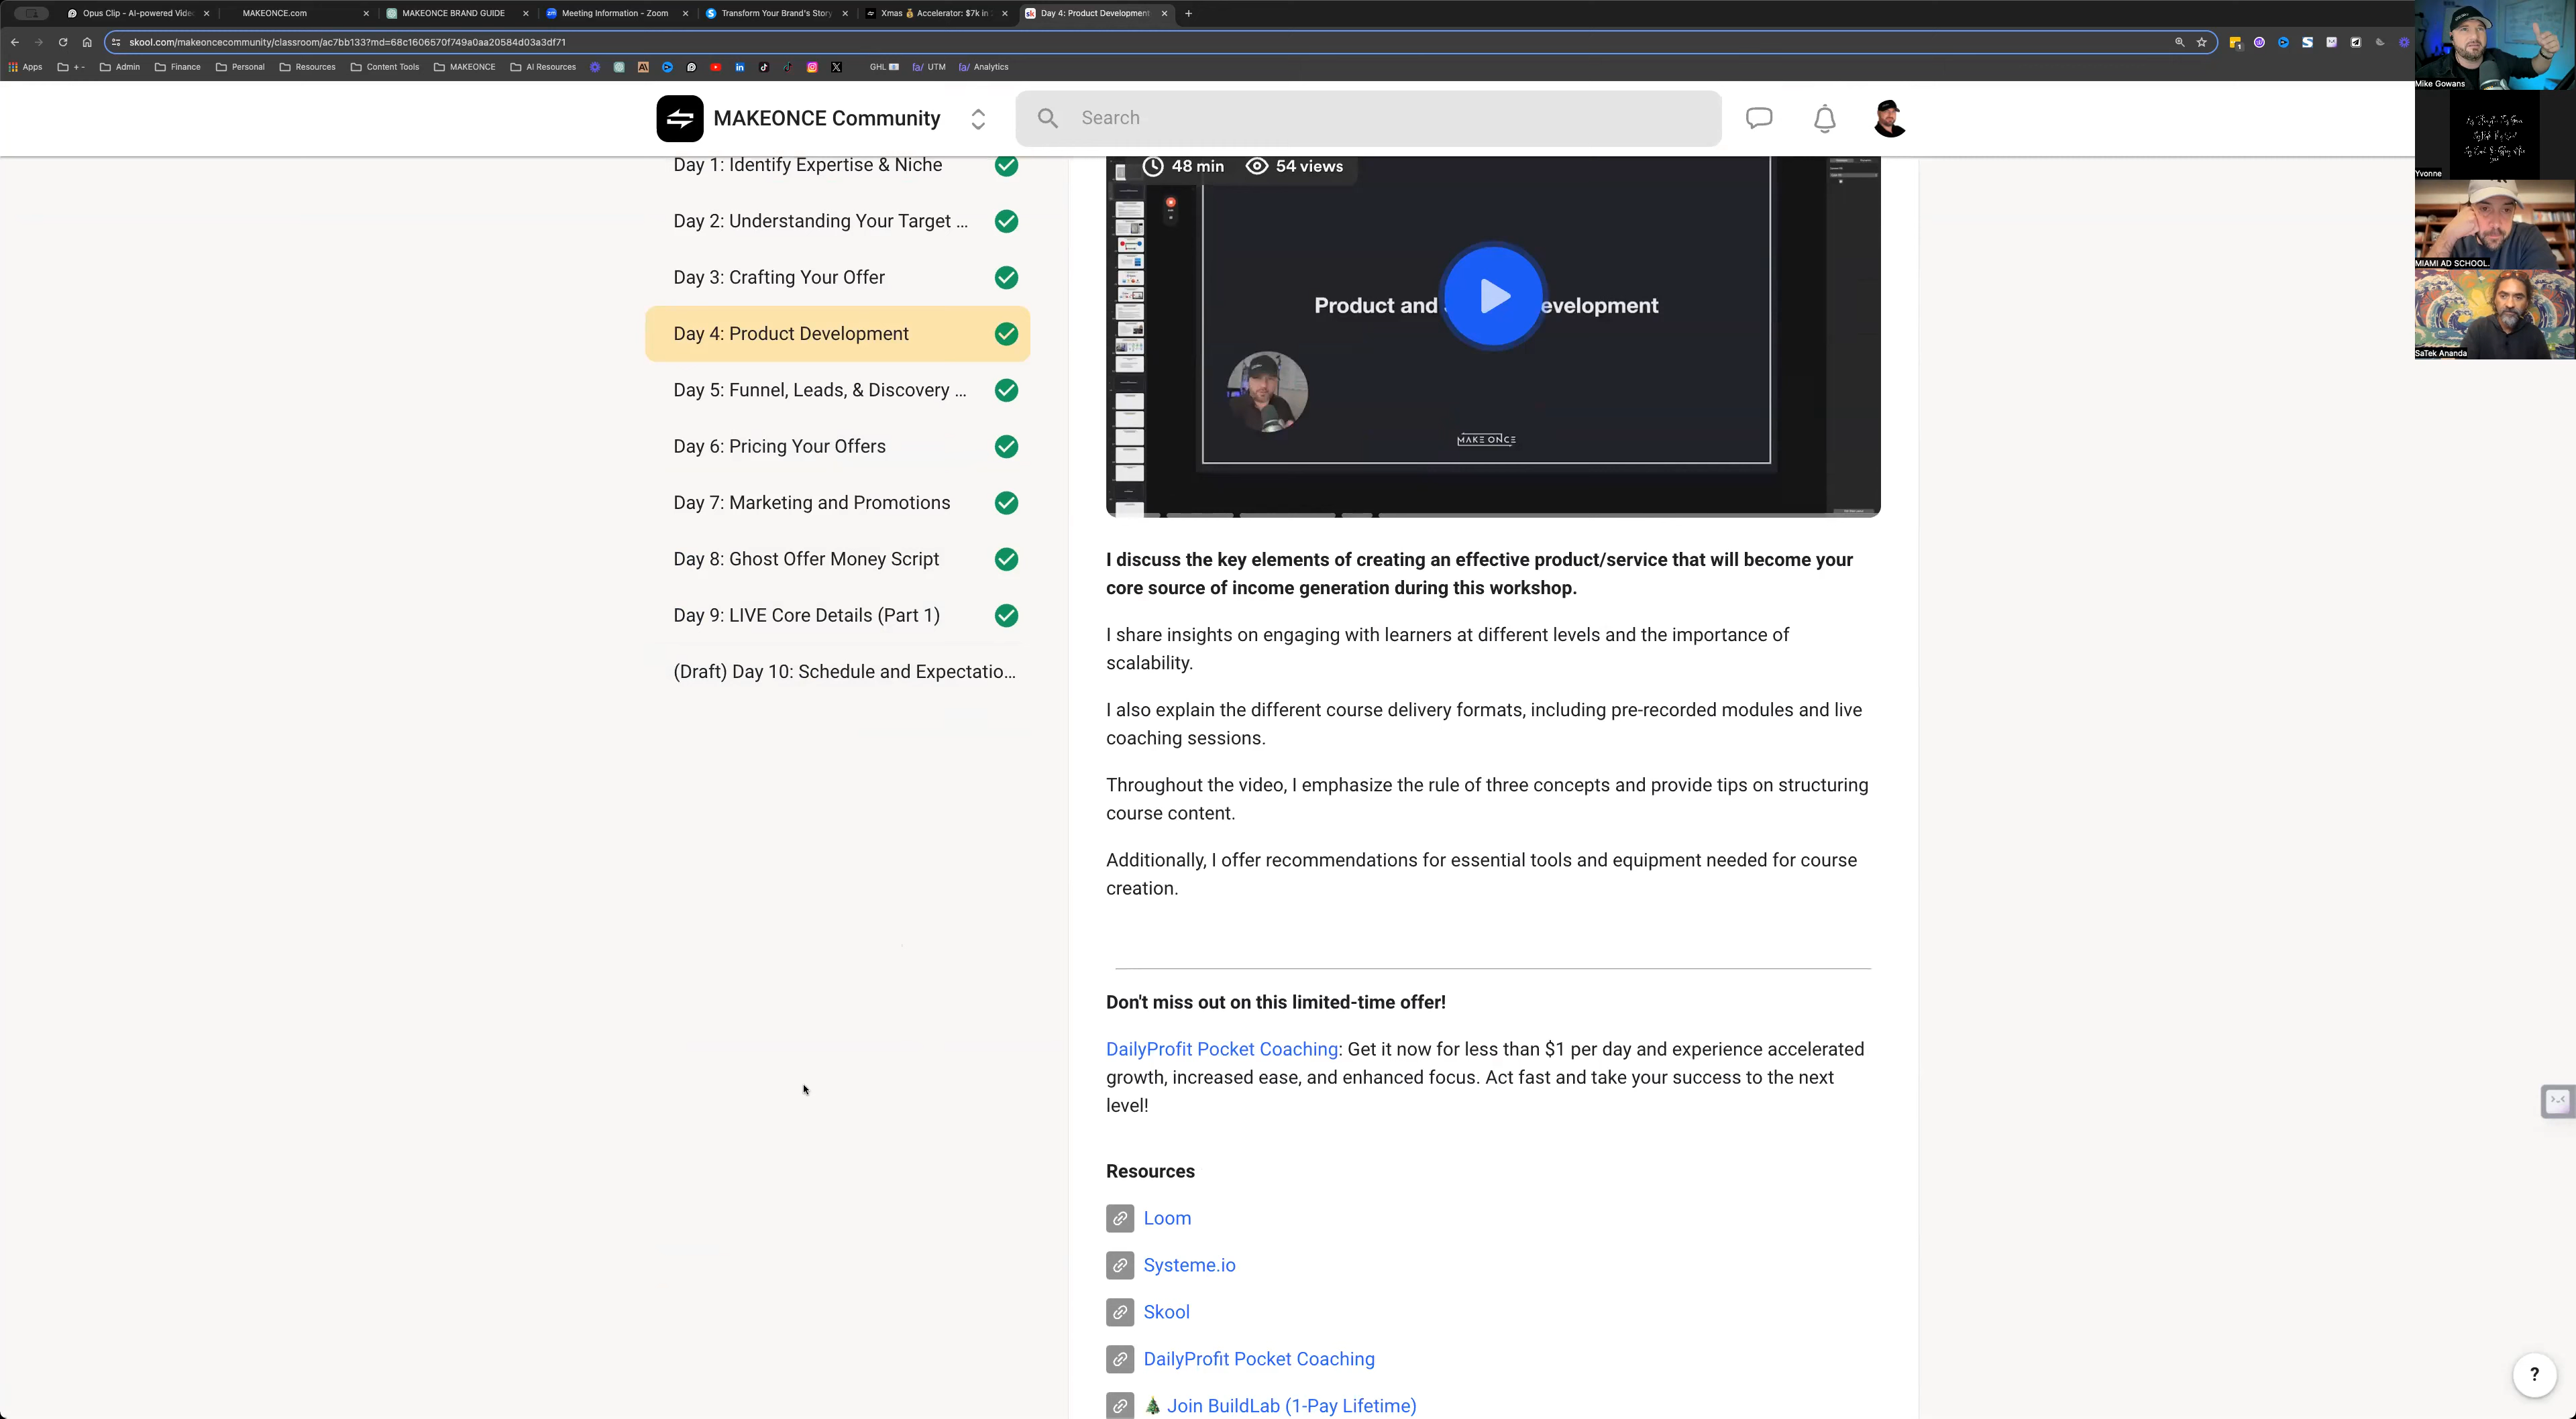 Opus Clip - AI-powered Vide
MAKEONCE.com
MAKEONCE BRAND GUIDE
Meeting Information - Zoom
Transform Your Brand's Story
Xmas 💰 Accelerator: $7k in
Day 4: Product Development
skool.com/makeoncecommunity/classroom/ac7bb133?md=68c1606570f749a0aa20584d03a3df71
Apps
+ -
Admin
Finance
Personal
Resources
Content Tools
MAKEONCE
AI Resources
GHL
UTM
Analytics
Mike Gowans
Yvonne
MIAMI AD SCHOOL.
SaTek Ananda
MAKEONCE Community
Search
Day 1: Identify Expertise & Niche
Day 2: Understanding Your Target ...
Day 3: Crafting Your Offer
Day 4: Product Development
Day 5: Funnel, Leads, & Discovery ...
Day 6: Pricing Your Offers
Day 7: Marketing and Promotions
Day 8: Ghost Offer Money Script
Day 9: LIVE Core Details (Part 1)
(Draft) Day 10: Schedule and Expectatio...
48 min 54 views
Product and evelopment
MAKE ONCE
I discuss the key elements of creating an effective product/service that will become your
core source of income generation during this workshop.
I share insights on engaging with learners at different levels and the importance of
scalability.
I also explain the different course delivery formats, including pre-recorded modules and live
coaching sessions.
Throughout the video, I emphasize the rule of three concepts and provide tips on structuring
course content.
Additionally, I offer recommendations for essential tools and equipment needed for course
creation.
Don't miss out on this limited-time offer!
DailyProfit Pocket Coaching: Get it now for less than $1 per day and experience accelerated
growth, increased ease, and enhanced focus. Act fast and take your success to the next
level!
Resources
Loom
Systeme.io
Skool
DailyProfit Pocket Coaching
🎄 Join BuildLab (1-Pay Lifetime)
?